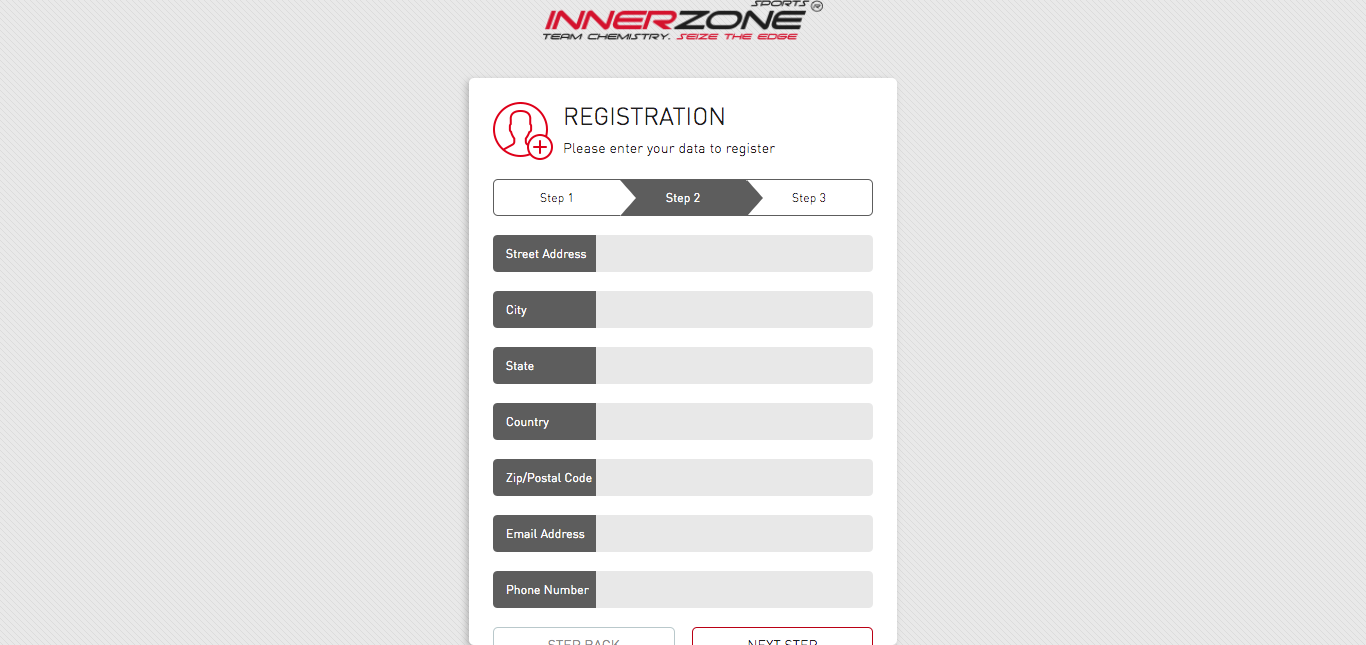 SPORTS ®
INNERZONE
TEAM CHEMISTRY. SEIZE THE EDGE
REGISTRATION
Please enter your data to register
Step 1 Step 2 Step 3
Street Address
City
State
Country
Zip/Postal Code
Email Address
Phone Number
STEP BACK NEXT STEP